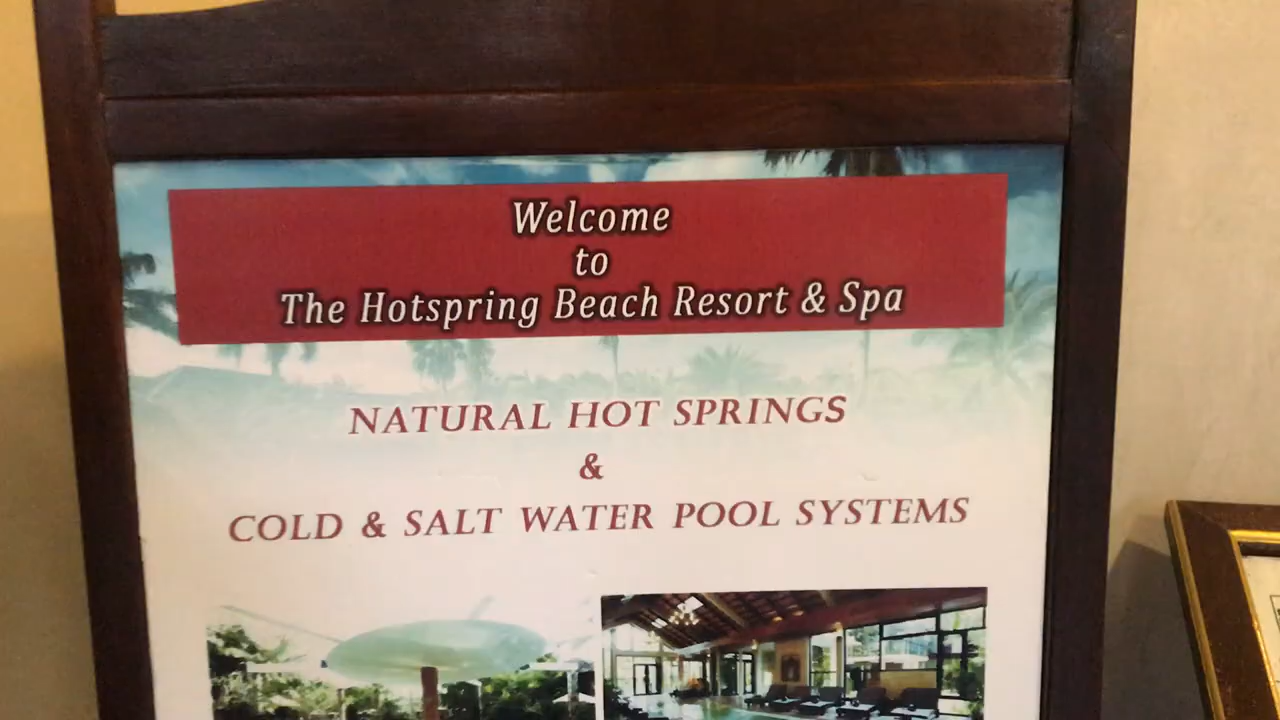 Welcome
to
The Hotspring Beach Resort & Spa
NATURAL HOT SPRINGS
&
COLD & SALT WATER POOL SYSTEMS